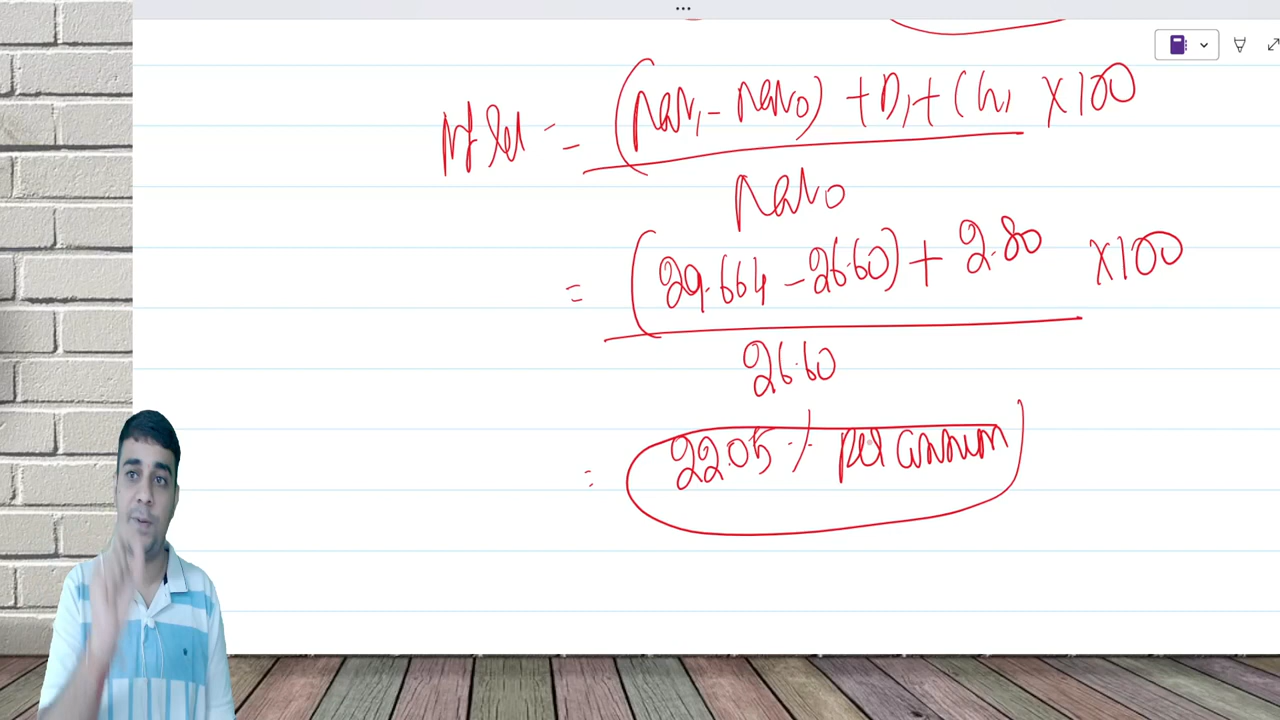 MF Ret = (NAV1 - NAV0) + D1 + CG1 X100
NAV0
= (29.664 - 26.60) + 2.80 X100
26.60
= 22.05 % per annum